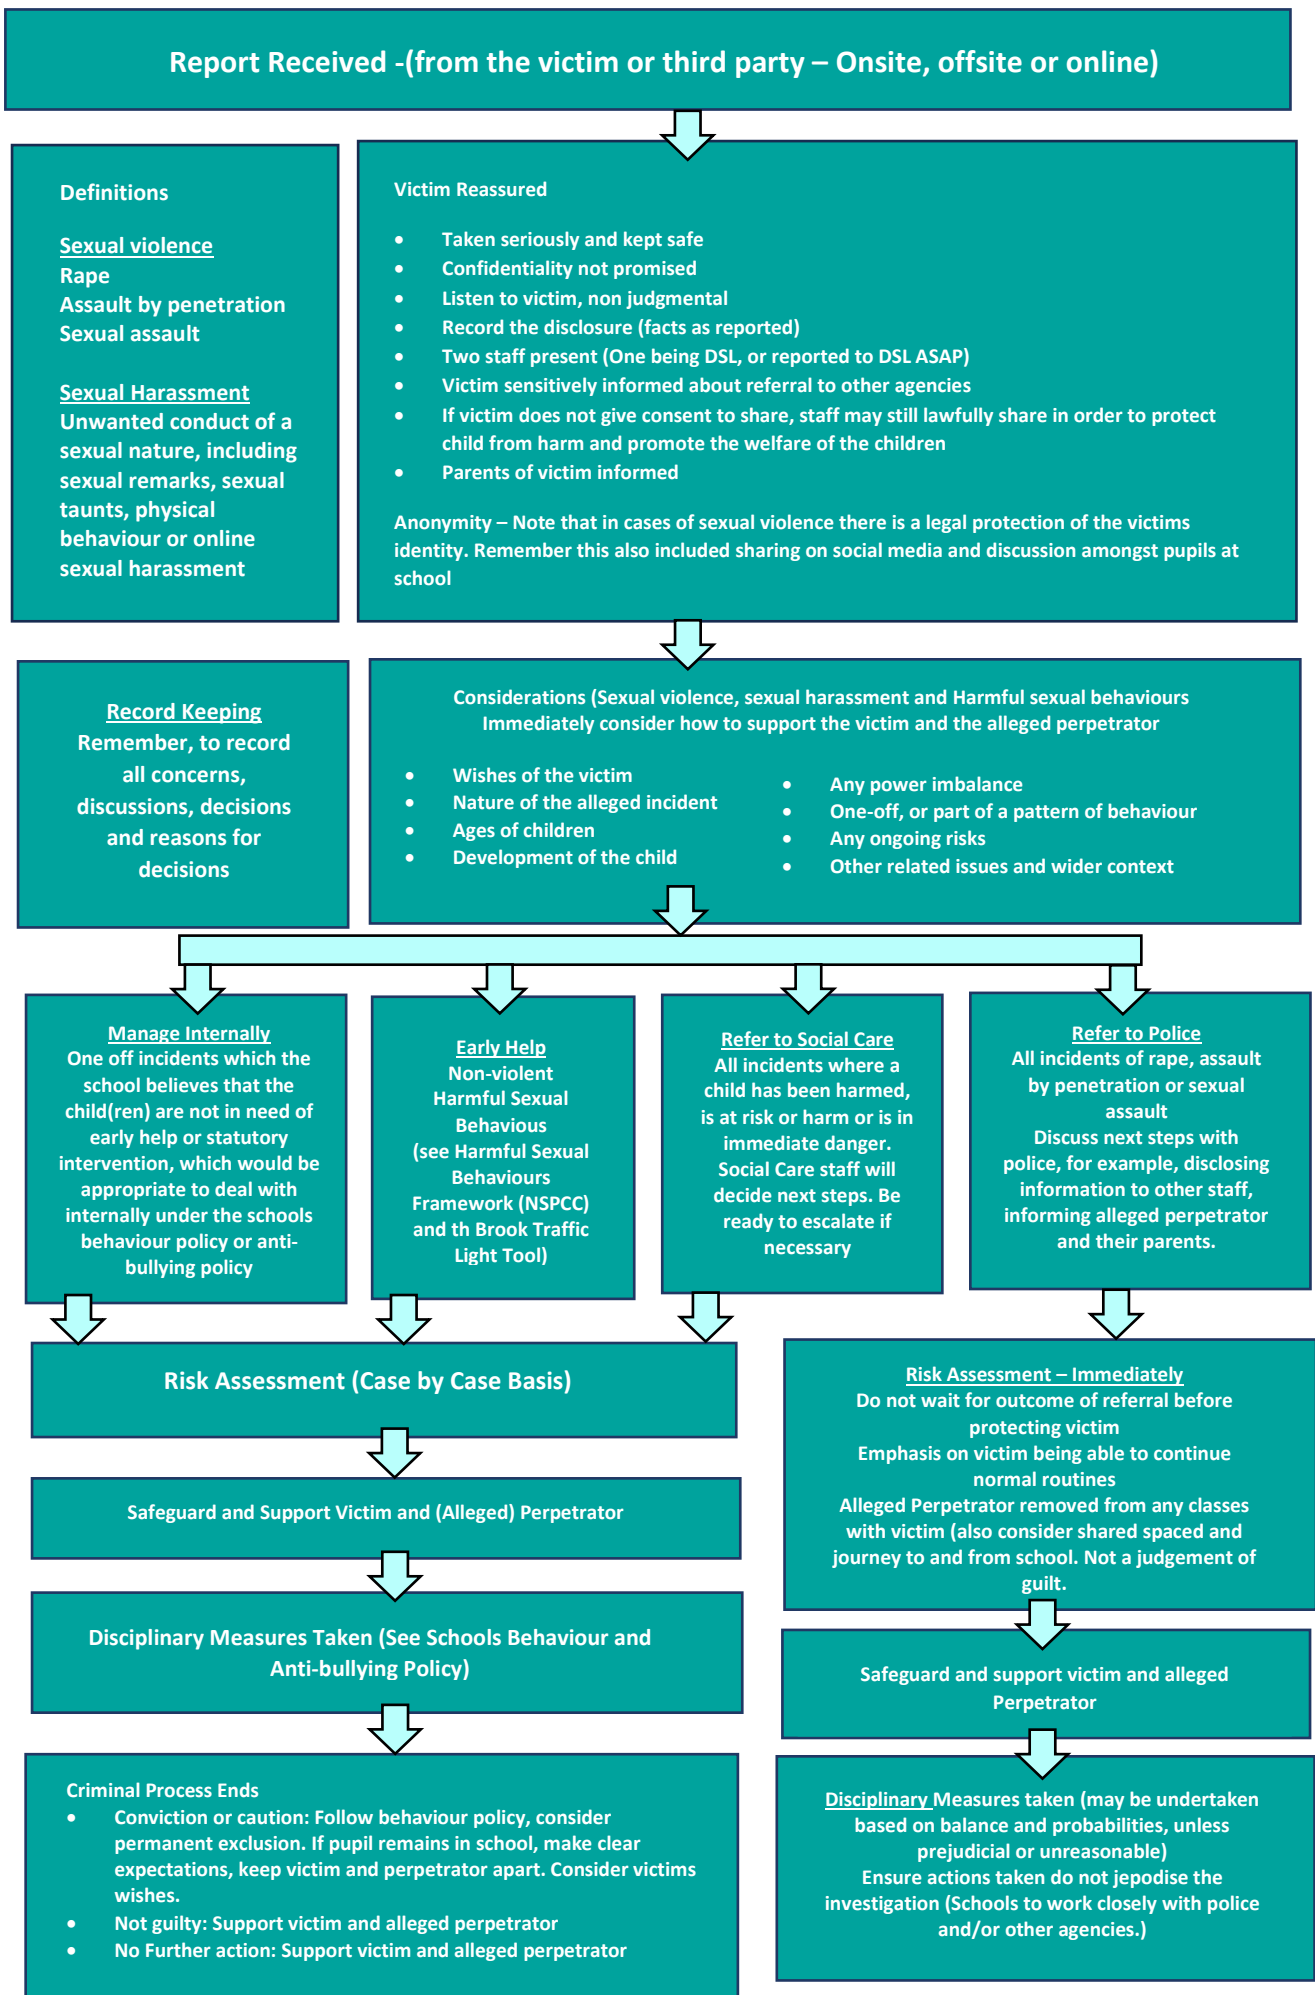 Report Received -(from the victim or third party – Onsite, offsite or online)
Definitions
Sexual violence
Rape
Assault by penetration
Sexual assault
Sexual Harassment
Unwanted conduct of a
sexual nature, including
sexual remarks, sexual
taunts, physical
behaviour or online
sexual harassment
Victim Reassured
• Taken seriously and kept safe
• Confidentiality not promised
• Listen to victim, non judgmental
• Record the disclosure (facts as reported)
• Two staff present (One being DSL, or reported to DSL ASAP)
• Victim sensitively informed about referral to other agencies
• If victim does not give consent to share, staff may still lawfully share in order to protect
child from harm and promote the welfare of the children
• Parents of victim informed
Anonymity – Note that in cases of sexual violence there is a legal protection of the victims
identity. Remember this also included sharing on social media and discussion amongst pupils at
school
Record Keeping
Remember, to record
all concerns,
discussions, decisions
and reasons for
decisions
Considerations (Sexual violence, sexual harassment and Harmful sexual behaviours
Immediately consider how to support the victim and the alleged perpetrator
• Wishes of the victim
• Nature of the alleged incident
• Ages of children
• Development of the child
• Any power imbalance
• One-off, or part of a pattern of behaviour
• Any ongoing risks
• Other related issues and wider context
Manage Internally
One off incidents which the
school believes that the
child(ren) are not in need of
early help or statutory
intervention, which would be
appropriate to deal with
internally under the schools
behaviour policy or anti-
bullying policy
Early Help
Non-violent
Harmful Sexual
Behavious
(see Harmful Sexual
Behaviours
Framework (NSPCC)
and th Brook Traffic
Light Tool)
Refer to Social Care
All incidents where a
child has been harmed,
is at risk or harm or is in
immediate danger.
Social Care staff will
decide next steps. Be
ready to escalate if
necessary
Refer to Police
All incidents of rape, assault
by penetration or sexual
assault
Discuss next steps with
police, for example, disclosing
information to other staff,
informing alleged perpetrator
and their parents.
Risk Assessment (Case by Case Basis)
Safeguard and Support Victim and (Alleged) Perpetrator
Disciplinary Measures Taken (See Schools Behaviour and
Anti-bullying Policy)
Criminal Process Ends
• Conviction or caution: Follow behaviour policy, consider
permanent exclusion. If pupil remains in school, make clear
expectations, keep victim and perpetrator apart. Consider victims
wishes.
• Not guilty: Support victim and alleged perpetrator
• No Further action: Support victim and alleged perpetrator
Risk Assessment – Immediately
Do not wait for outcome of referral before
protecting victim
Emphasis on victim being able to continue
normal routines
Alleged Perpetrator removed from any classes
with victim (also consider shared spaced and
journey to and from school. Not a judgement of
guilt.
Safeguard and support victim and alleged
Perpetrator
Disciplinary Measures taken (may be undertaken
based on balance and probabilities, unless
prejudicial or unreasonable)
Ensure actions taken do not jepodise the
investigation (Schools to work closely with police
and/or other agencies.)